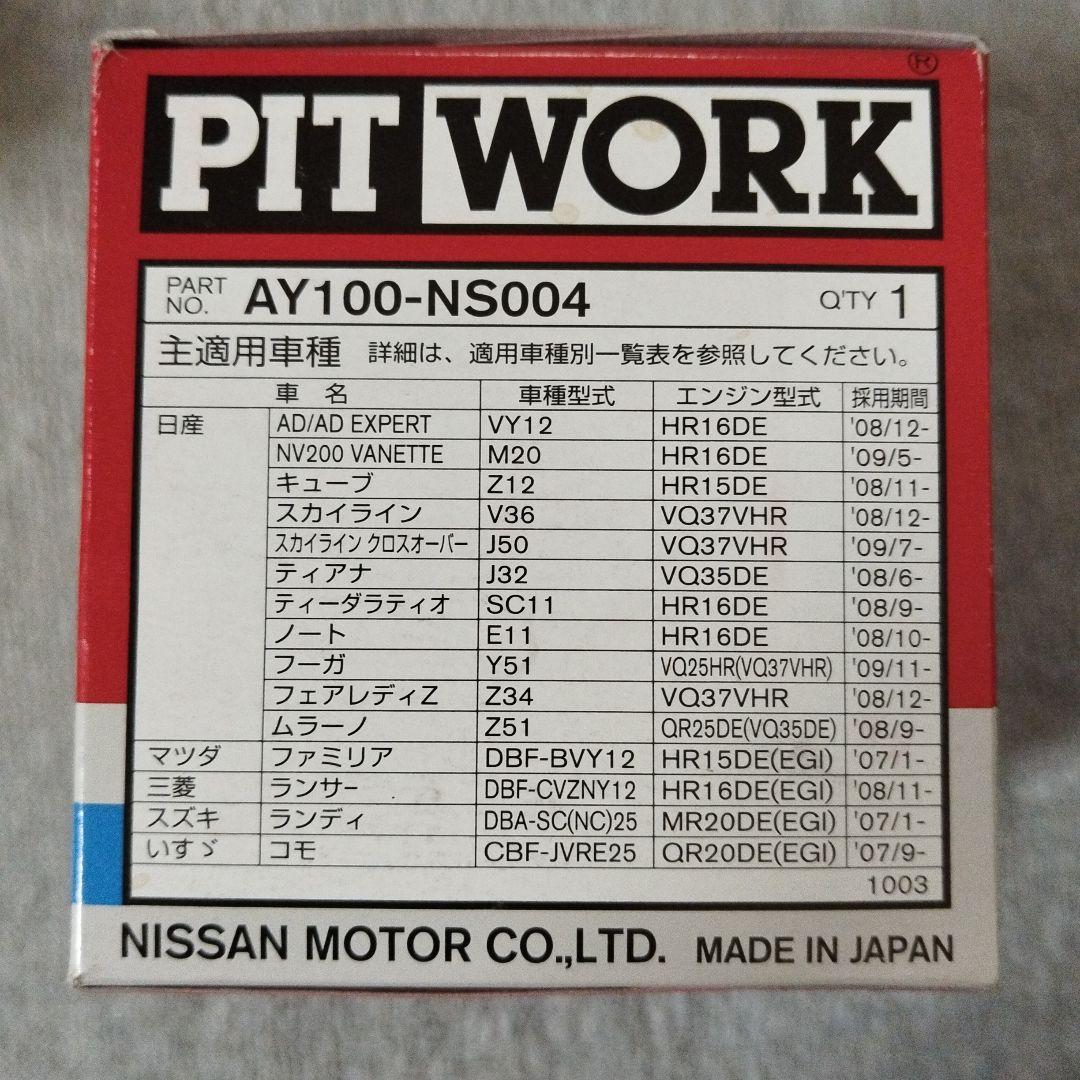 ®
PIT WORK
PART NO. AY100-NS004 Q'TY 1
主適用車種 詳細は、適用車種別一覧表を参照してください。
車名 車種型式 エンジン型式 採用期間
日産 AD/AD EXPERT VY12 HR16DE '08/12-
NV200 VANETTE M20 HR16DE '09/5-
キューブ Z12 HR15DE '08/11-
スカイライン V36 VQ37VHR '08/12-
スカイライン クロスオーバー J50 VQ37VHR '09/7-
ティアナ J32 VQ35DE '08/6-
ティーダラティオ SC11 HR16DE '08/9-
ノート E11 HR16DE '08/10-
フーガ Y51 VQ25HR(VQ37VHR) '09/11-
フェアレディZ Z34 VQ37VHR '08/12-
ムラーノ Z51 QR25DE(VQ35DE) '08/9-
マツダ ファミリア DBF-BVY12 HR15DE(EGI) '07/1-
三菱 ランサー DBF-CVZNY12 HR16DE(EGI) '08/11-
スズキ ランディ DBA-SC(NC)25 MR20DE(EGI) '07/1-
いすゞ コモ CBF-JVRE25 QR20DE(EGI) '07/9-
1003
NISSAN MOTOR CO.,LTD. MADE IN JAPAN